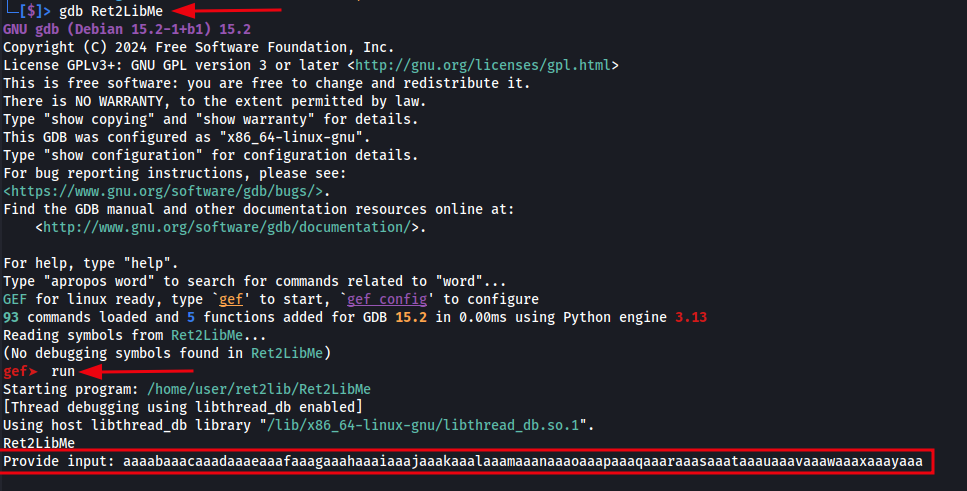 └─[$]> gdb Ret2LibMe
GNU gdb (Debian 15.2-1+b1) 15.2
Copyright (C) 2024 Free Software Foundation, Inc.
License GPLv3+: GNU GPL version 3 or later <http://gnu.org/licenses/gpl.html>
This is free software: you are free to change and redistribute it.
There is NO WARRANTY, to the extent permitted by law.
Type "show copying" and "show warranty" for details.
This GDB was configured as "x86_64-linux-gnu".
Type "show configuration" for configuration details.
For bug reporting instructions, please see:
<https://www.gnu.org/software/gdb/bugs/>.
Find the GDB manual and other documentation resources online at:
    <http://www.gnu.org/software/gdb/documentation/>.

For help, type "help".
Type "apropos word" to search for commands related to "word"...
GEF for linux ready, type `gef' to start, `gef config' to configure
93 commands loaded and 5 functions added for GDB 15.2 in 0.00ms using Python engine 3.13
Reading symbols from Ret2LibMe...
(No debugging symbols found in Ret2LibMe)
gef➤  run
Starting program: /home/user/ret2lib/Ret2LibMe
[Thread debugging using libthread_db enabled]
Using host libthread_db library "/lib/x86_64-linux-gnu/libthread_db.so.1".
Ret2LibMe
Provide input: aaaabaaacaaadaaaeaaafaaagaaahaaaiaaajaaakaaalaaamaaanaaaoaaapaaaqaaaraaasaaataaauaaavaaawaaaxaaayaaa